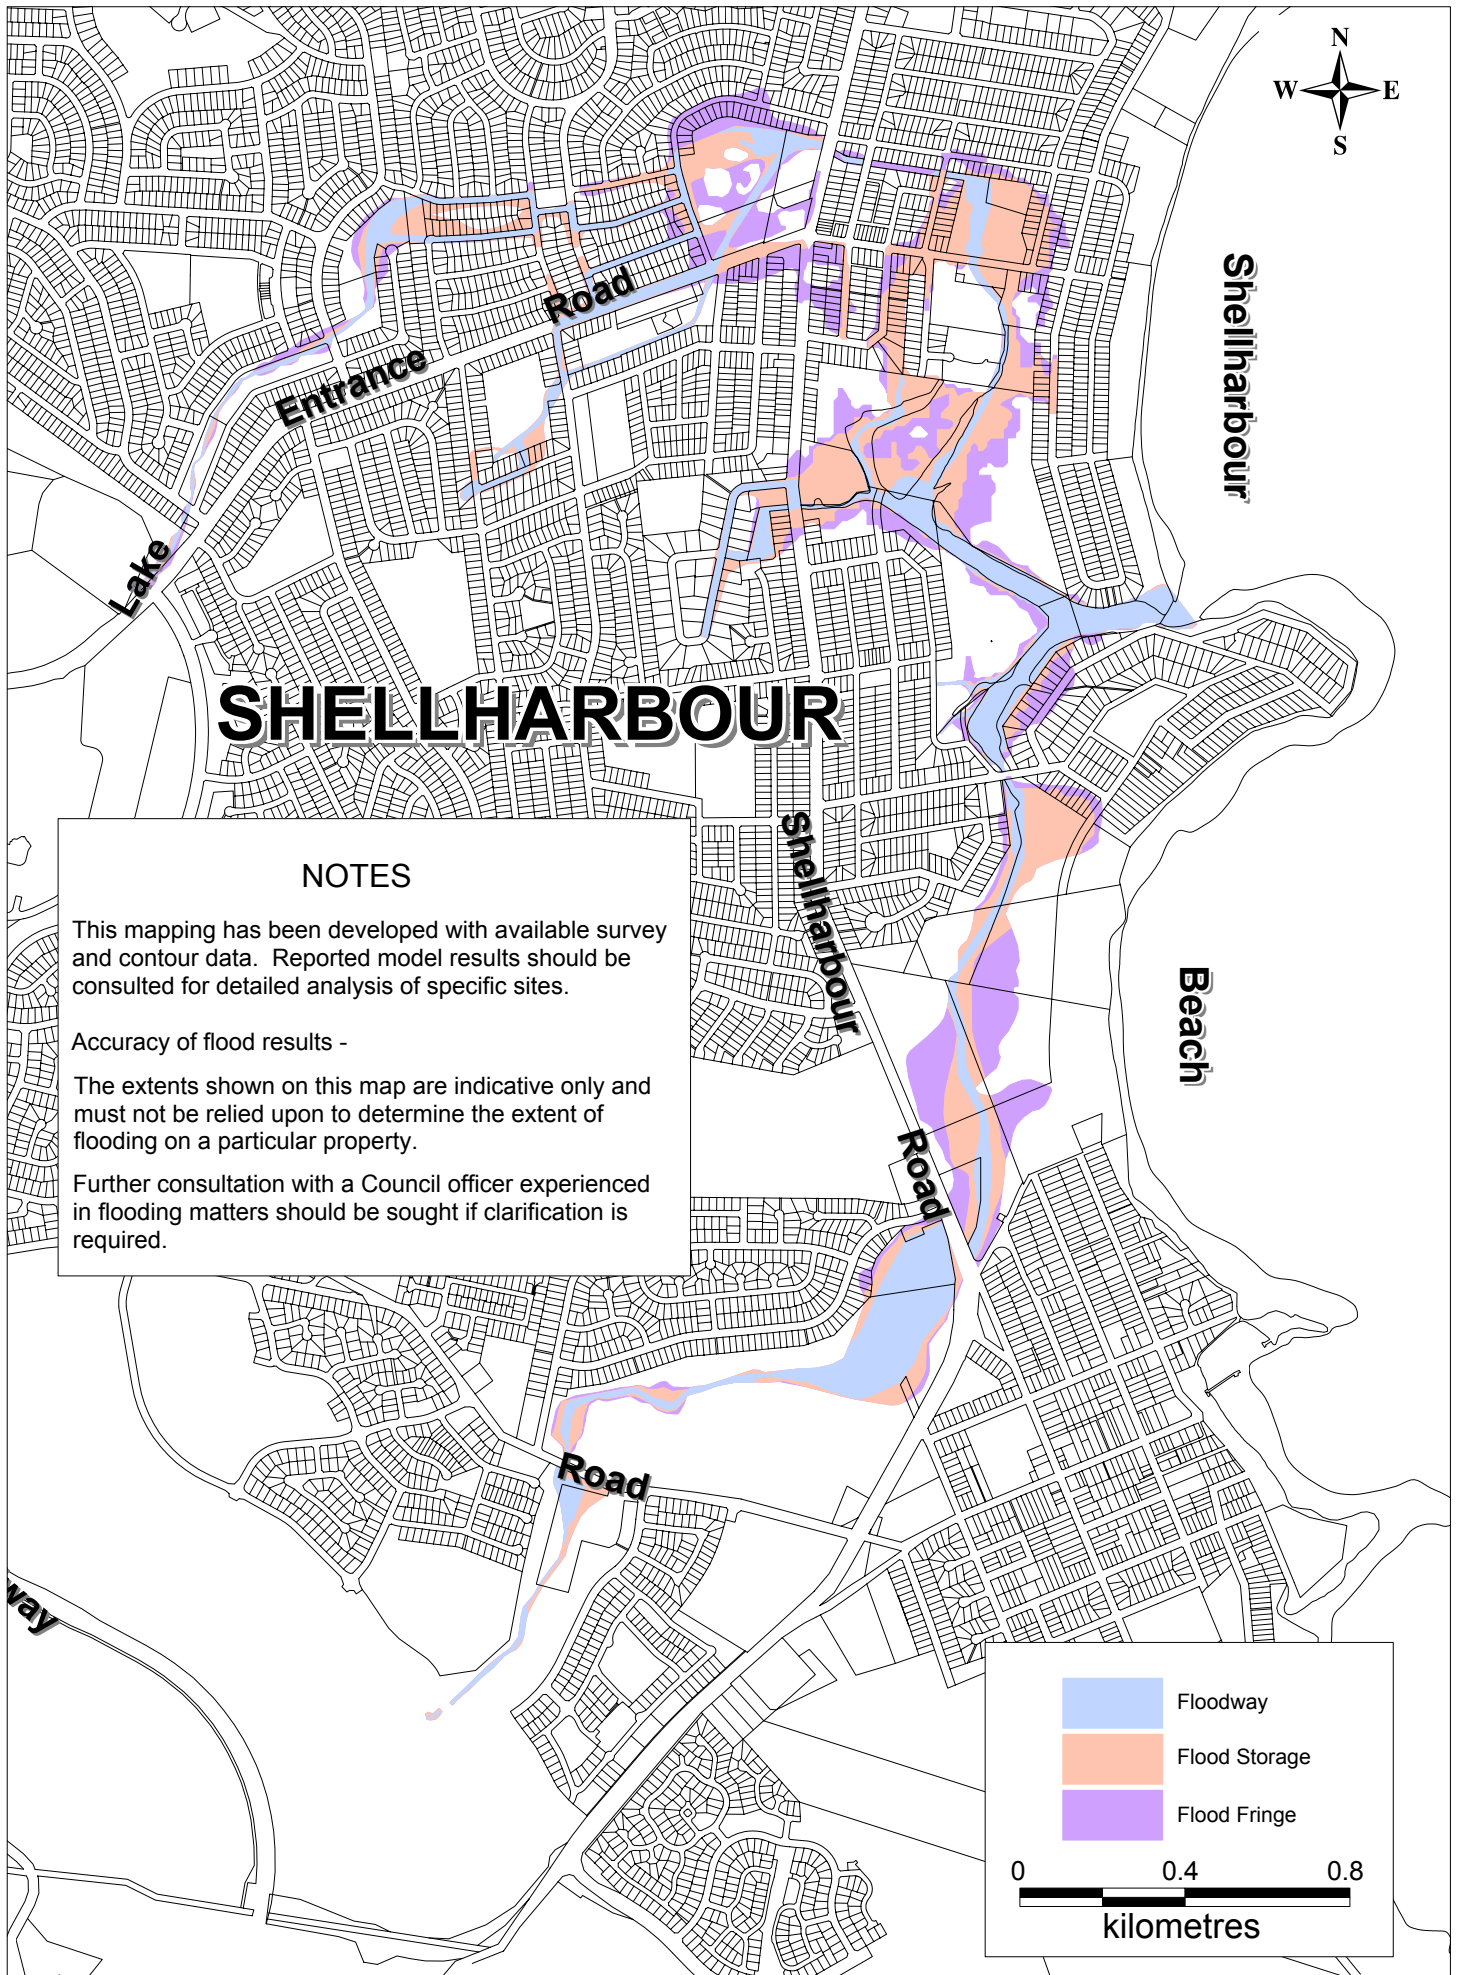 N
W E
S
Shellharbour
Road
Entrance
Lake
SHELLHARBOUR
Shellharbour
NOTES
This mapping has been developed with available survey
and contour data. Reported model results should be
consulted for detailed analysis of specific sites.
Accuracy of flood results -
The extents shown on this map are indicative only and
must not be relied upon to determine the extent of
flooding on a particular property.
Further consultation with a Council officer experienced
in flooding matters should be sought if clarification is
required.
Beach
Road
Road
way
Floodway
Flood Storage
Flood Fringe
0 0.4 0.8
kilometres